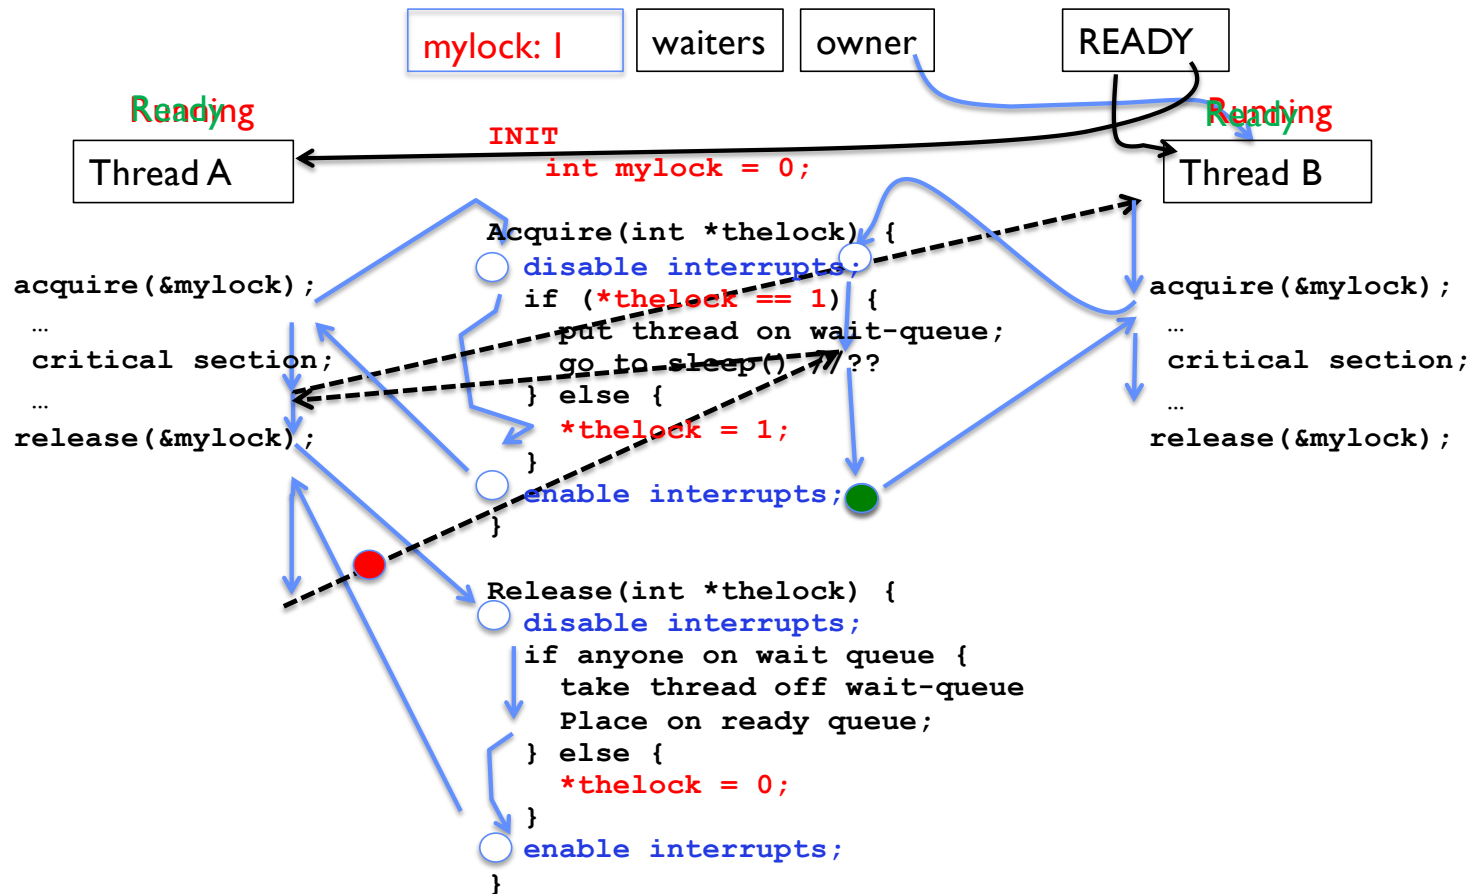 mylock: 1
waiters
owner
READY
Running
Ready
Running
Ready
Thread A
INIT
int mylock = 0;
Thread B
Acquire(int *thelock) {
disable interrupts;
if (*thelock == 1) {
put thread on wait-queue;
go to sleep() //??
} else {
*thelock = 1;
}
enable interrupts;
}
acquire(&mylock);
…
critical section;
…
release(&mylock);
acquire(&mylock);
…
critical section;
…
release(&mylock);
Release(int *thelock) {
disable interrupts;
if anyone on wait queue {
take thread off wait-queue
Place on ready queue;
} else {
*thelock = 0;
}
enable interrupts;
}